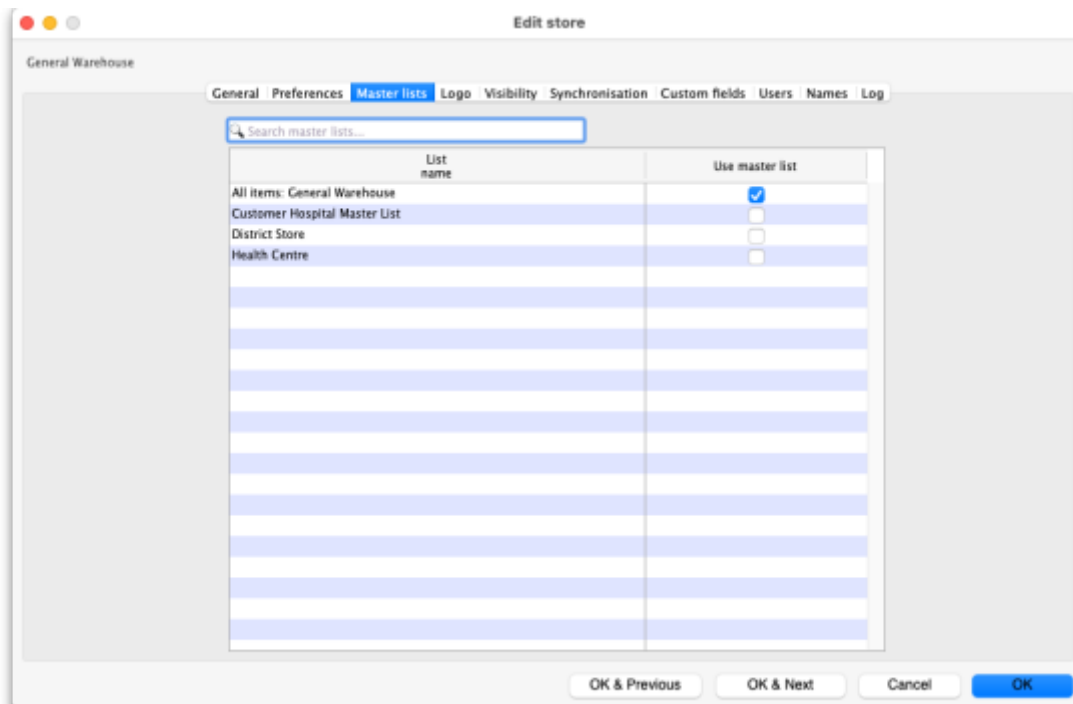 Edit store
General Warehouse
General Preferences Master lists Logo Visibility Synchronisation Custom fields Users Names Log
Search master lists...
List
name
Use master list
All items: General Warehouse
Customer Hospital Master List
District Store
Health Centre
OK & Previous OK & Next Cancel OK